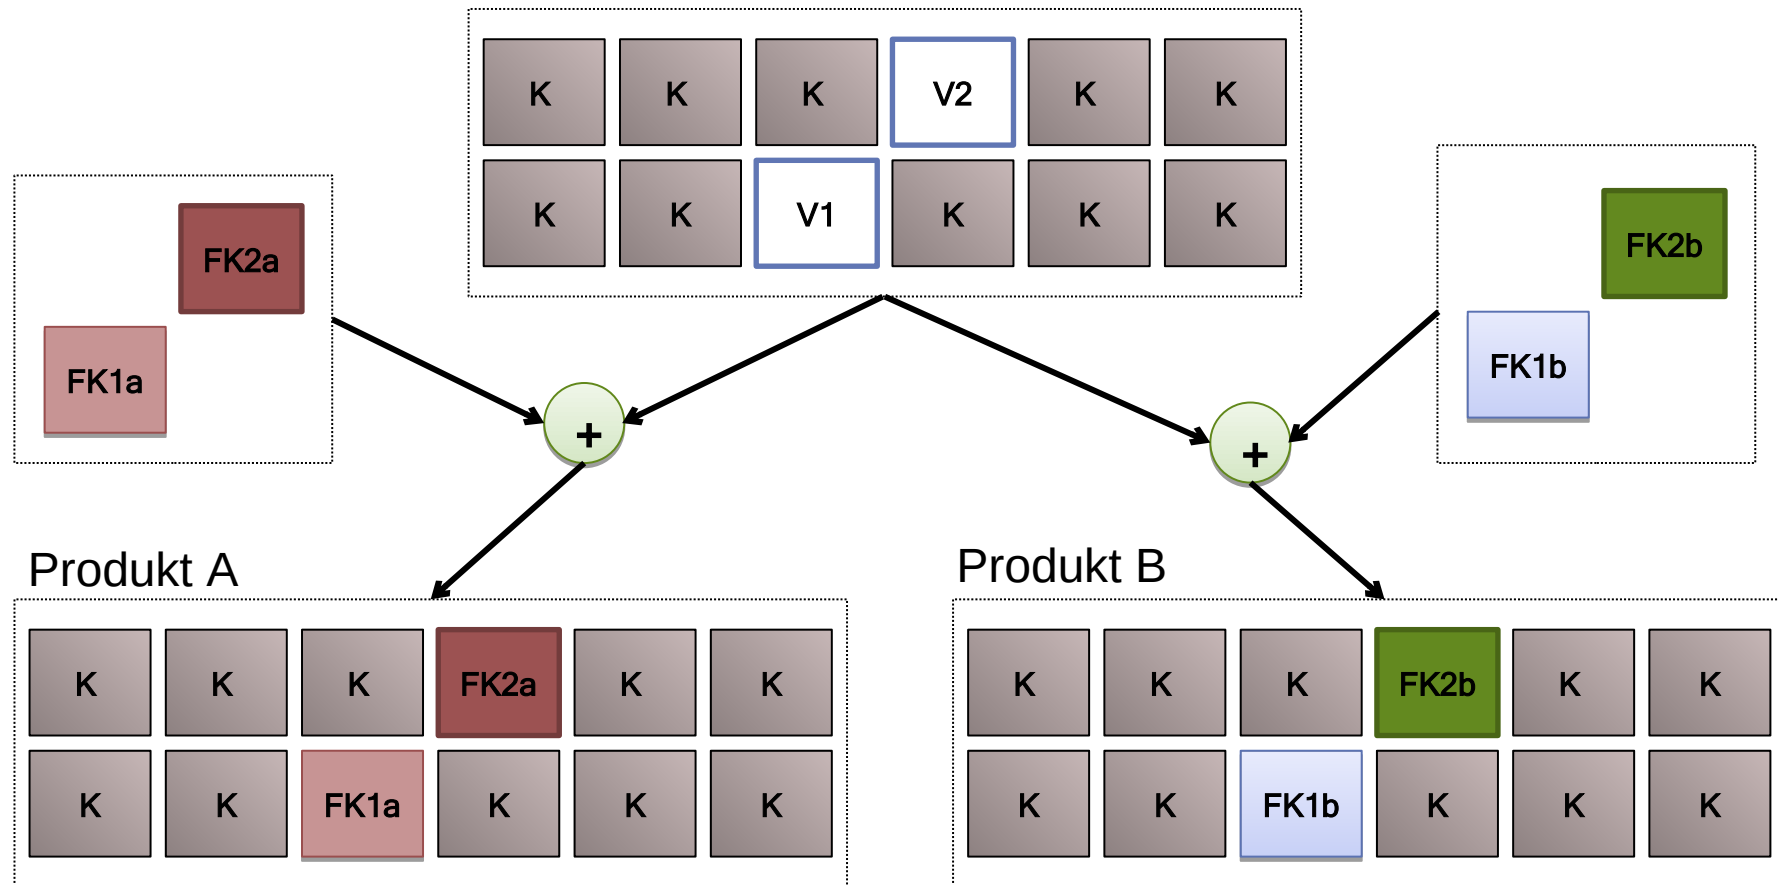 K K K V2 K K
K K V1 K K K
FK2a
FK1a
FK2b
FK1b
+
+
Produkt A
K K K FK2a K K
K K FK1a K K K
Produkt B
K K K FK2b K K
K K FK1b K K K